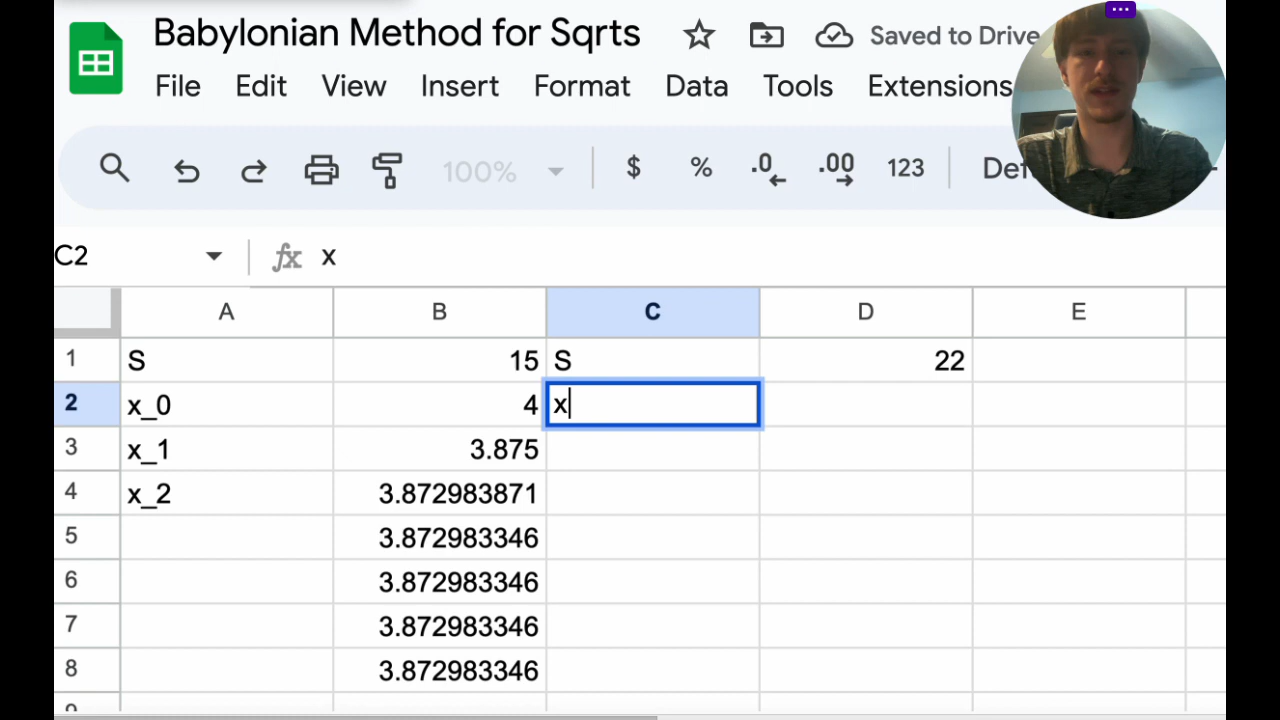 Babylonian Method for Sqrts Saved to Drive
File Edit View Insert Format Data Tools Extensions
100% $ % .0 .00 123
C2 fx x
A B C D E
1 S 15 S 22
2 x_0 4 x
3 x_1 3.875
4 x_2 3.872983871
5 3.872983346
6 3.872983346
7 3.872983346
8 3.872983346